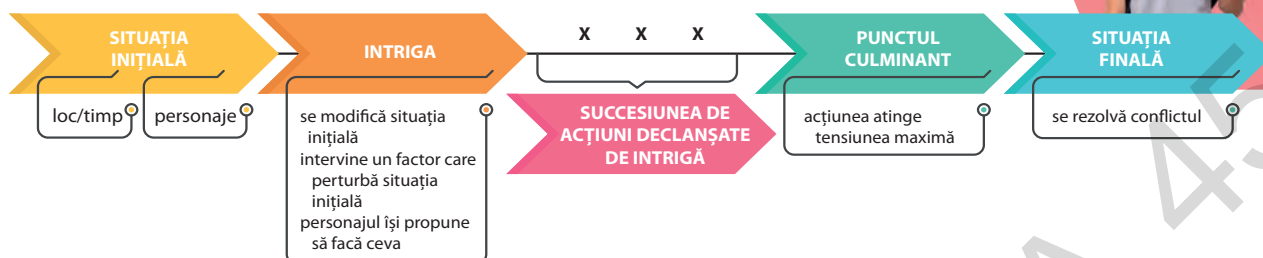 SITUAȚIA
INIȚIALĂ
loc/timp
personaje
INTRIGA
se modifică situația
inițială
intervine un factor care
perturbă situația
inițială
personajul își propune
să facă ceva
X X X
SUCCESIUNEA DE
ACȚIUNI DECLANȘATE
DE INTRIGĂ
PUNCTUL
CULMINANT
acțiunea atinge
tensiunea maximă
SITUAȚIA
FINALĂ
se rezolvă conflictul
45